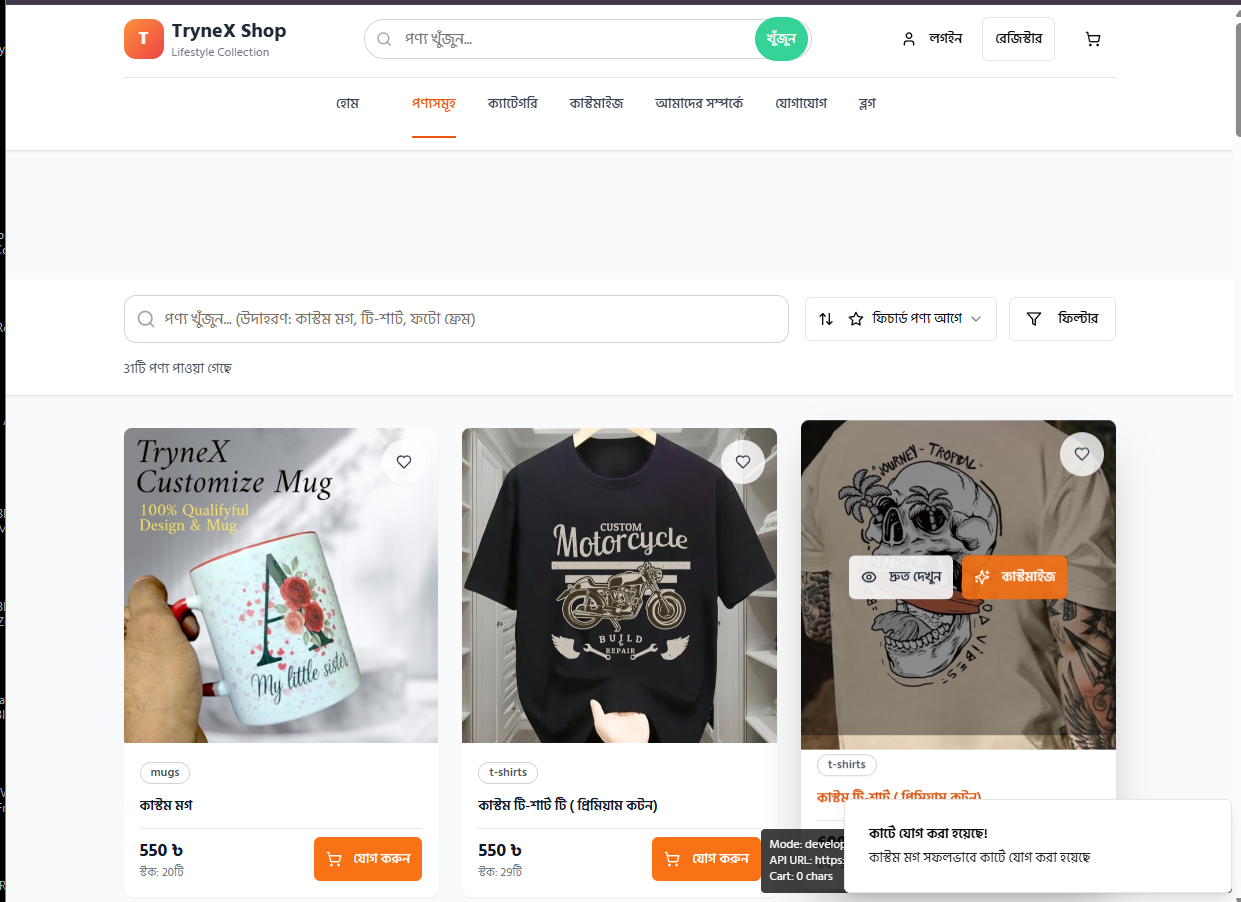 T
TryneX Shop
Lifestyle Collection
পণ্য খুঁজুন...
খুঁজুন
লগইন
রেজিস্টার
হোম
পণ্যসমূহ
ক্যাটেগরি
কাস্টমাইজ
আমাদের সম্পর্কে
যোগাযোগ
ব্লগ
পণ্য খুঁজুন... (উদাহরণ: কাস্টম মগ, টি-শার্ট, ফটো ফ্রেম)
ফিচার্ড পণ্য আগে
ফিল্টার
31টি পণ্য পাওয়া গেছে
TryneX
Customize Mug
100% Qualifyful
Design & Mug
A
My little sister
mugs
কাস্টম মগ
550 ৳
স্টক: 20টি
যোগ করুন
CUSTOM
Motorcycle
BUILD
REPAIR
t-shirts
কাস্টম টি-শার্ট টি ( প্রিমিয়াম কটন)
550 ৳
স্টক: 29টি
যোগ করুন
JOURNEY - TROPICAL
দ্রুত দেখুন
কাস্টমাইজ
VIBES
t-shirts
কাস্টম টি-শার্ট ( প্রিমিয়াম কটন)
Mode: develop
API URL: https:
Cart: 0 chars
কার্টে যোগ করা হয়েছে!
কাস্টম মগ সফলভাবে কার্টে যোগ করা হয়েছে